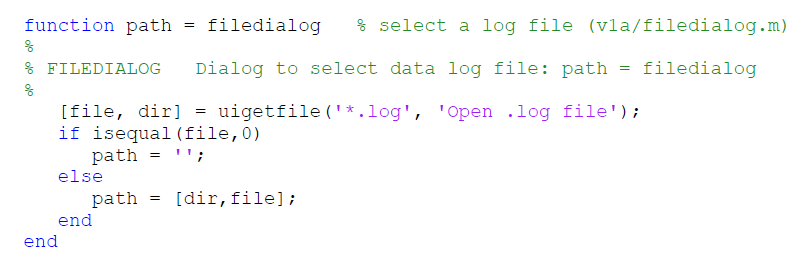 function path = filedialog   % select a log file (v1a/filedialog.m)
%
% FILEDIALOG   Dialog to select data log file: path = filedialog
%
   [file, dir] = uigetfile('*.log', 'Open .log file');
   if isequal(file,0)
      path = '';
   else
      path = [dir,file];
   end
end